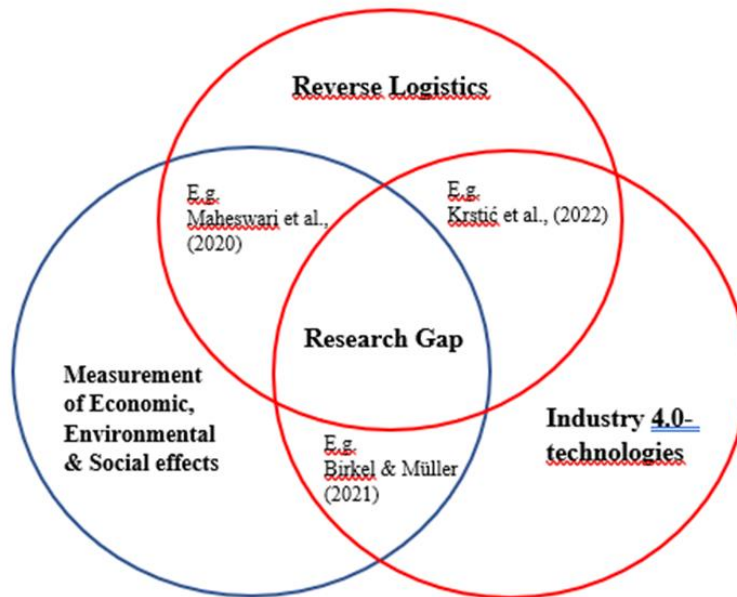 Reverse Logistics
E.g.
Maheswari et al.,
(2020)
E.g.
Krstić et al., (2022)
Research Gap
Measurement
of Economic,
Environmental
& Social effects
Industry 4.0-
technologies
E.g.
Birkel & Müller
(2021)